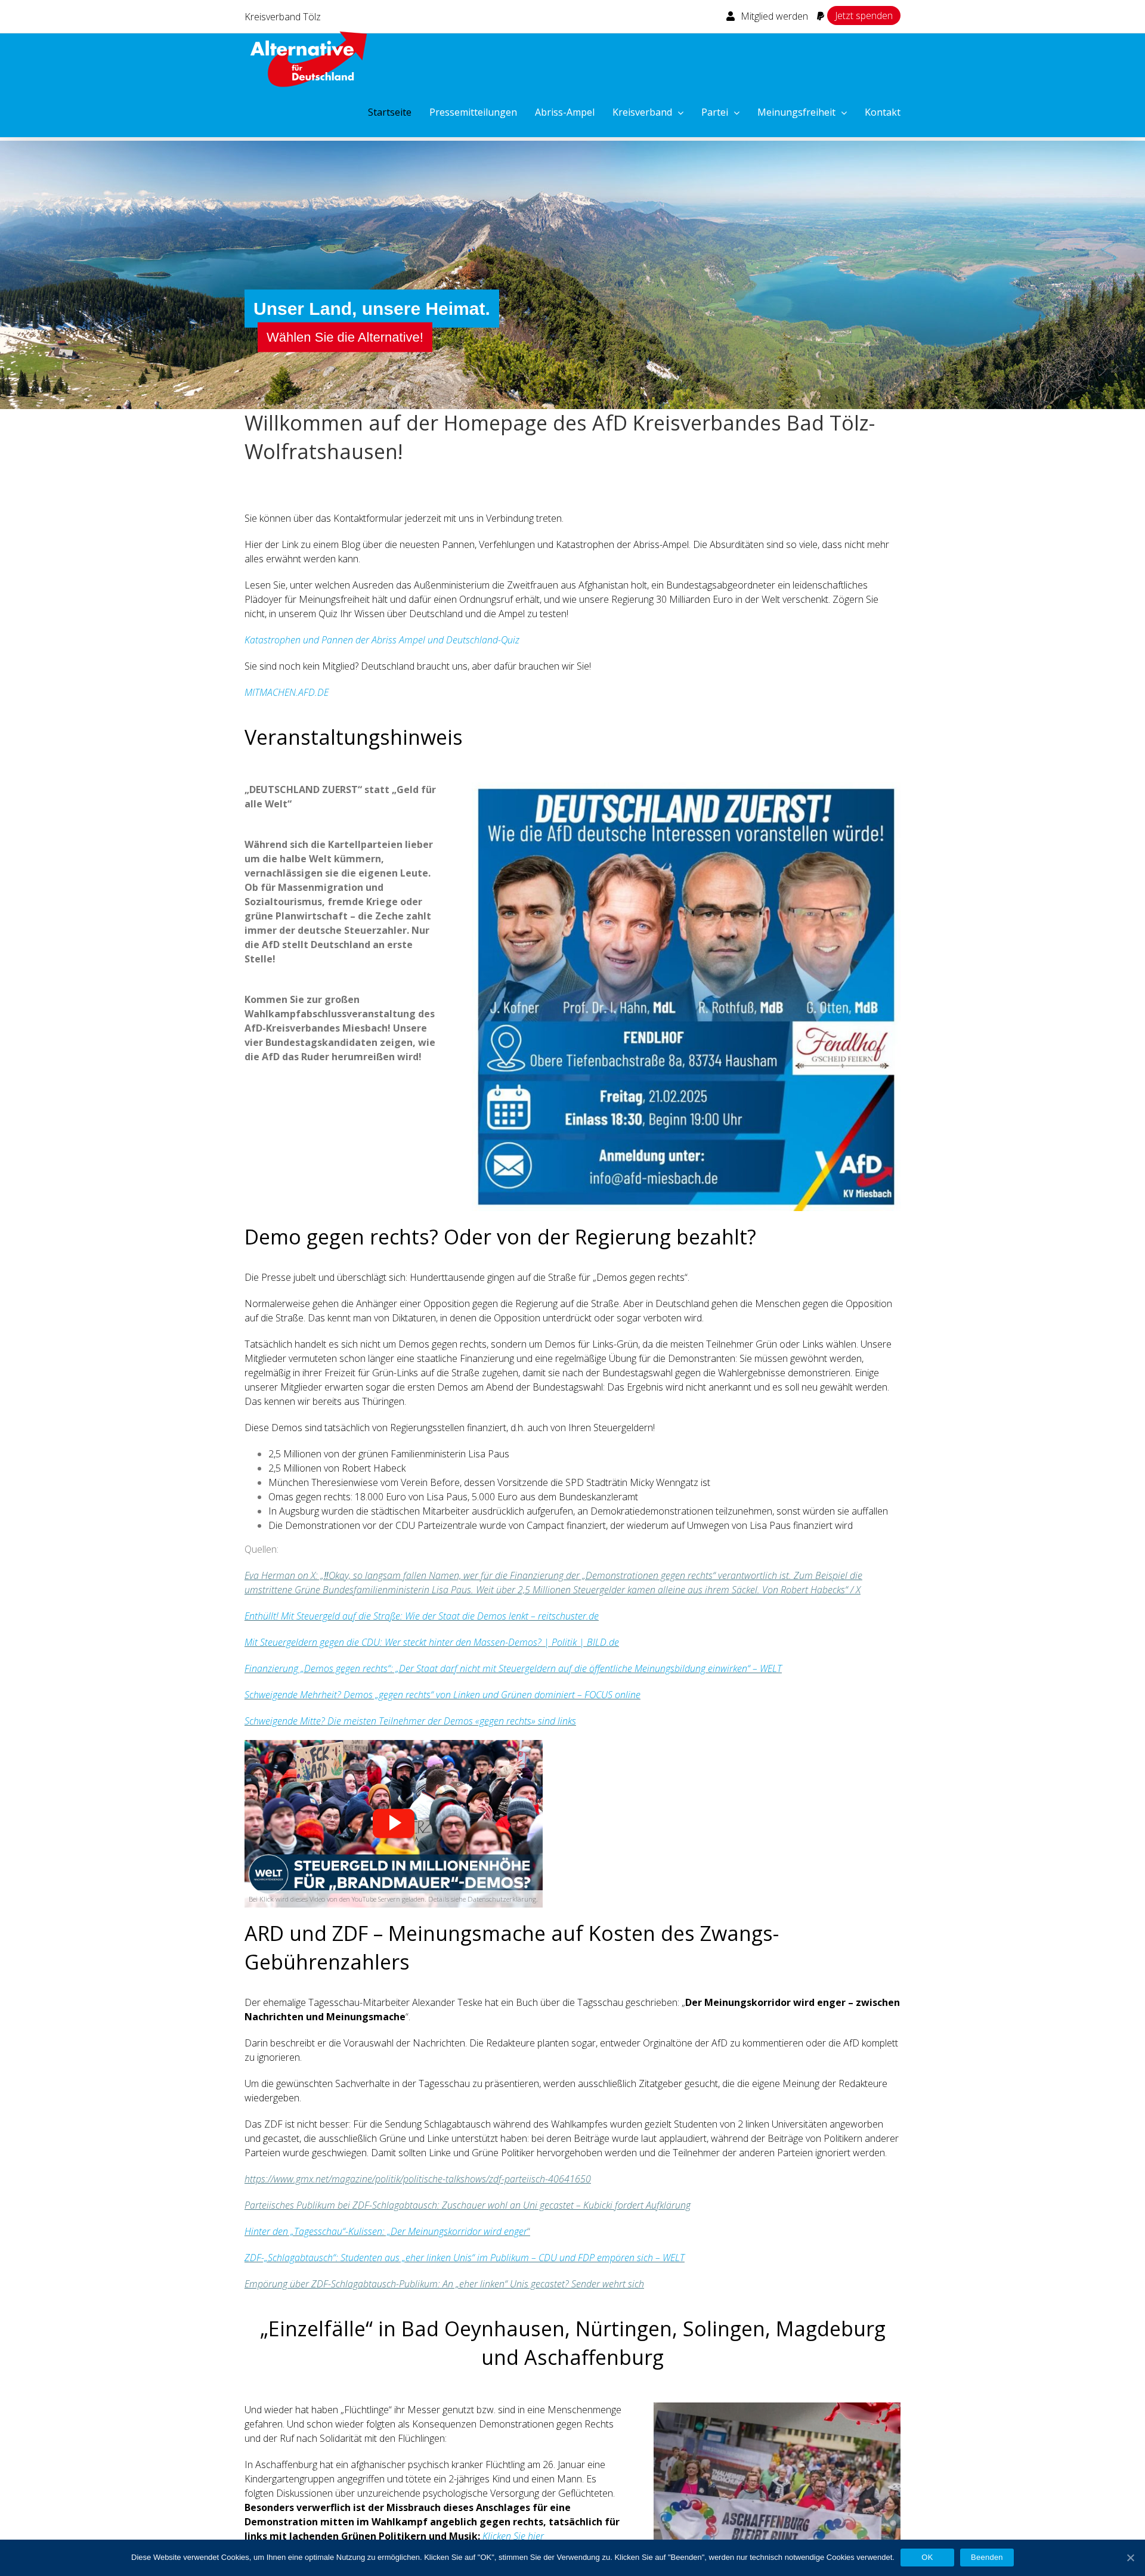 Kreisverband Tölz
Mitglied werden
Jetzt spenden
Alternative
für
Deutschland
Startseite Pressemitteilungen Abriss-Ampel Kreisverband Partei Meinungsfreiheit Kontakt
Unser Land, unsere Heimat.
Wählen Sie die Alternative!
Willkommen auf der Homepage des AfD Kreisverbandes Bad Tölz-
Wolfratshausen!
Sie können über das Kontaktformular jederzeit mit uns in Verbindung treten.
Hier der Link zu einem Blog über die neuesten Pannen, Verfehlungen und Katastrophen der Abriss-Ampel. Die Absurditäten sind so viele, dass nicht mehr
alles erwähnt werden kann.
Lesen Sie, unter welchen Ausreden das Außenministerium die Zweitfrauen aus Afghanistan holt, ein Bundestagsabgeordneter ein leidenschaftliches
Plädoyer für Meinungsfreiheit hält und dafür einen Ordnungsruf erhält, und wie unsere Regierung 30 Milliarden Euro in der Welt verschenkt. Zögern Sie
nicht, in unserem Quiz Ihr Wissen über Deutschland und die Ampel zu testen!
Katastrophen und Pannen der Abriss Ampel und Deutschland-Quiz
Sie sind noch kein Mitglied? Deutschland braucht uns, aber dafür brauchen wir Sie!
MITMACHEN.AFD.DE
Veranstaltungshinweis
„DEUTSCHLAND ZUERST“ statt „Geld für
alle Welt“
Während sich die Kartellparteien lieber
um die halbe Welt kümmern,
vernachlässigen sie die eigenen Leute.
Ob für Massenmigration und
Sozialtourismus, fremde Kriege oder
grüne Planwirtschaft – die Zeche zahlt
immer der deutsche Steuerzahler. Nur
die AfD stellt Deutschland an erste
Stelle!
Kommen Sie zur großen
Wahlkampfabschlussveranstaltung des
AfD-Kreisverbandes Miesbach! Unsere
vier Bundestagskandidaten zeigen, wie
die AfD das Ruder herumreißen wird!
DEUTSCHLAND ZUERST!
Wie die AfD deutsche Interessen voranstellen würde!
J. Kofner Prof. Dr. I. Hahn, MdL R. Rothfuß, MdB G. Otten, MdB
FENDLHOF
Obere Tiefenbachstraße 8a, 83734 Hausham
Fendlhof
G'SCHEID FEIERN
Freitag, 21.02.2025
Einlass 18:30, Beginn 19:00 Uhr
Anmeldung unter:
info@afd-miesbach.de
AfD
KV Miesbach
Demo gegen rechts? Oder von der Regierung bezahlt?
Die Presse jubelt und überschlägt sich: Hunderttausende gingen auf die Straße für „Demos gegen rechts“.
Normalerweise gehen die Anhänger einer Opposition gegen die Regierung auf die Straße. Aber in Deutschland gehen die Menschen gegen die Opposition
auf die Straße. Das kennt man von Diktaturen, in denen die Opposition unterdrückt oder sogar verboten wird.
Tatsächlich handelt es sich nicht um Demos gegen rechts, sondern um Demos für Links-Grün, da die meisten Teilnehmer Grün oder Links wählen. Unsere
Mitglieder vermuteten schon länger eine staatliche Finanzierung und eine regelmäßige Übung für die Demonstranten: Sie müssen gewöhnt werden,
regelmäßig in ihrer Freizeit für Grün-Links auf die Straße zugehen, damit sie nach der Bundestagswahl gegen die Wahlergebnisse demonstrieren. Einige
unserer Mitglieder erwarten sogar die ersten Demos am Abend der Bundestagswahl. Das Ergebnis wird nicht anerkannt und es soll neu gewählt werden.
Das kennen wir bereits aus Thüringen.
Diese Demos sind tatsächlich von Regierungsstellen finanziert, d.h. auch von Ihren Steuergeldern!
2,5 Millionen von der grünen Familienministerin Lisa Paus
2,5 Millionen von Robert Habeck
München Theresienwiese vom Verein Before, dessen Vorsitzende die SPD Stadträtin Micky Wenngatz ist
Omas gegen rechts: 18.000 Euro von Lisa Paus, 5.000 Euro aus dem Bundeskanzleramt
In Augsburg wurden die städtischen Mitarbeiter ausdrücklich aufgerufen, an Demokratiedemonstrationen teilzunehmen, sonst würden sie auffallen
Die Demonstrationen vor der CDU Parteizentrale wurde von Campact finanziert, der wiederum auf Umwegen von Lisa Paus finanziert wird
Quellen:
Eva Herman on X: „‼Okay, so langsam fallen Namen, wer für die Finanzierung der „Demonstrationen gegen rechts“ verantwortlich ist. Zum Beispiel die
umstrittene Grüne Bundesfamilienministerin Lisa Paus. Weit über 2,5 Millionen Steuergelder kamen alleine aus ihrem Säckel. Von Robert Habecks“ / X
Enthüllt! Mit Steuergeld auf die Straße: Wie der Staat die Demos lenkt – reitschuster.de
Mit Steuergeldern gegen die CDU: Wer steckt hinter den Massen-Demos? | Politik | BILD.de
Finanzierung „Demos gegen rechts“: „Der Staat darf nicht mit Steuergeldern auf die öffentliche Meinungsbildung einwirken“ – WELT
Schweigende Mehrheit? Demos „gegen rechts“ von Linken und Grünen dominiert – FOCUS online
Schweigende Mitte? Die meisten Teilnehmer der Demos «gegen rechts» sind links
FCK
AfD
WELT
STEUERGELD IN MILLIONENHÖHE
FÜR „BRANDMAUER“-DEMOS?
Bei Klick wird dieses Video von den YouTube Servern geladen. Details siehe Datenschutzerklärung.
ARD und ZDF – Meinungsmache auf Kosten des Zwangs-
Gebührenzahlers
Der ehemalige Tagesschau-Mitarbeiter Alexander Teske hat ein Buch über die Tagsschau geschrieben: „Der Meinungskorridor wird enger – zwischen
Nachrichten und Meinungsmache“.
Darin beschreibt er die Vorauswahl der Nachrichten. Die Redakteure planten sogar, entweder Orginaltöne der AfD zu kommentieren oder die AfD komplett
zu ignorieren.
Um die gewünschten Sachverhalte in der Tagesschau zu präsentieren, werden ausschließlich Zitatgeber gesucht, die die eigene Meinung der Redakteure
wiedergeben.
Das ZDF ist nicht besser: Für die Sendung Schlagabtausch während des Wahlkampfes wurden gezielt Studenten von 2 linken Universitäten angeworben
und gecastet, die ausschließlich Grüne und Linke unterstützt haben: bei deren Beiträge wurde laut applaudiert, während der Beiträge von Politikern anderer
Parteien wurde geschwiegen. Damit sollten Linke und Grüne Politiker hervorgehoben werden und die Teilnehmer der anderen Parteien ignoriert werden.
https://www.gmx.net/magazine/politik/politische-talkshows/zdf-parteiisch-40641650
Parteiisches Publikum bei ZDF-Schlagabtausch: Zuschauer wohl an Uni gecastet – Kubicki fordert Aufklärung
Hinter den „Tagesschau“-Kulissen: „Der Meinungskorridor wird enger“
ZDF-„Schlagabtausch“: Studenten aus „eher linken Unis“ im Publikum – CDU und FDP empören sich – WELT
Empörung über ZDF-Schlagabtausch-Publikum: An „eher linken“ Unis gecastet? Sender wehrt sich
„Einzelfälle“ in Bad Oeynhausen, Nürtingen, Solingen, Magdeburg
und Aschaffenburg
Und wieder hat haben „Flüchtlinge“ ihr Messer genutzt bzw. sind in eine Menschenmenge
gefahren. Und schon wieder folgten als Konsequenzen Demonstrationen gegen Rechts
und der Ruf nach Solidarität mit den Flüchtlingen:
In Aschaffenburg hat ein afghanischer psychisch kranker Flüchtling am 26. Januar eine
Kindergartengruppen angegriffen und tötete ein 2-jähriges Kind und einen Mann. Es
folgten Diskussionen über unzureichende psychologische Versorgung der Geflüchteten.
Besonders verwerflich ist der Missbrauch dieses Anschlages für eine
Demonstration mitten im Wahlkampf angeblich gegen rechts, tatsächlich für
links mit lachenden Grünen Politikern und Musik: Klicken Sie hier
ASCHAFFENBURG
BLEIBT BUNT
Diese Website verwendet Cookies, um Ihnen eine optimale Nutzung zu ermöglichen. Klicken Sie auf "OK", stimmen Sie der Verwendung zu. Klicken Sie auf "Beenden", werden nur technisch notwendige Cookies verwendet.
OK
Beenden